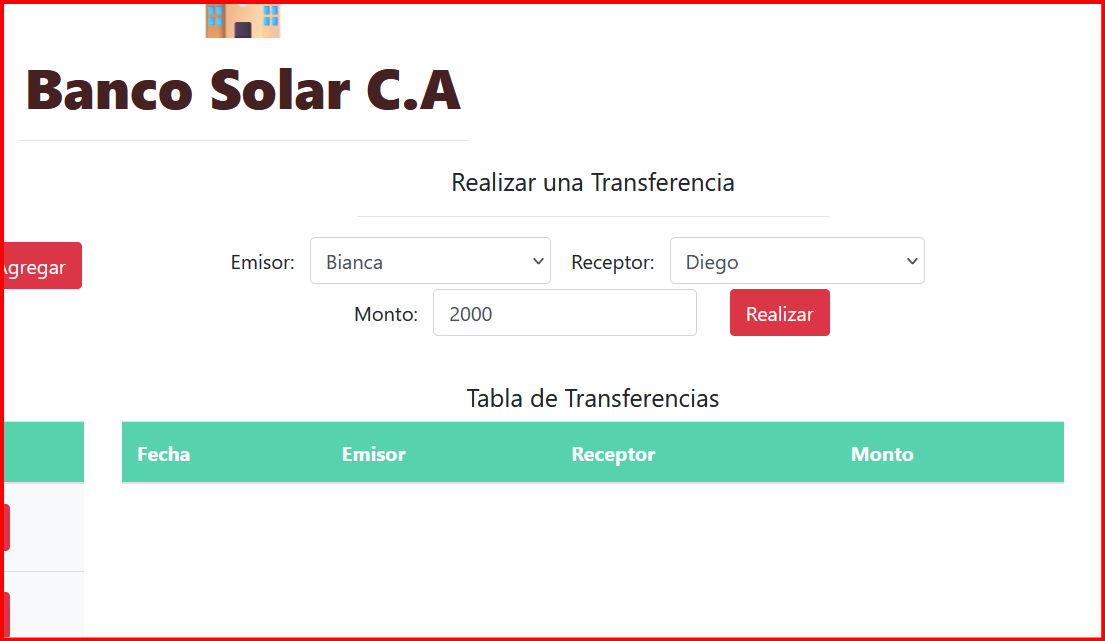 Banco Solar C.A
Realizar una Transferencia
Agregar
Emisor: Bianca Receptor: Diego
Monto: 2000 Realizar
Tabla de Transferencias
Fecha Emisor Receptor Monto